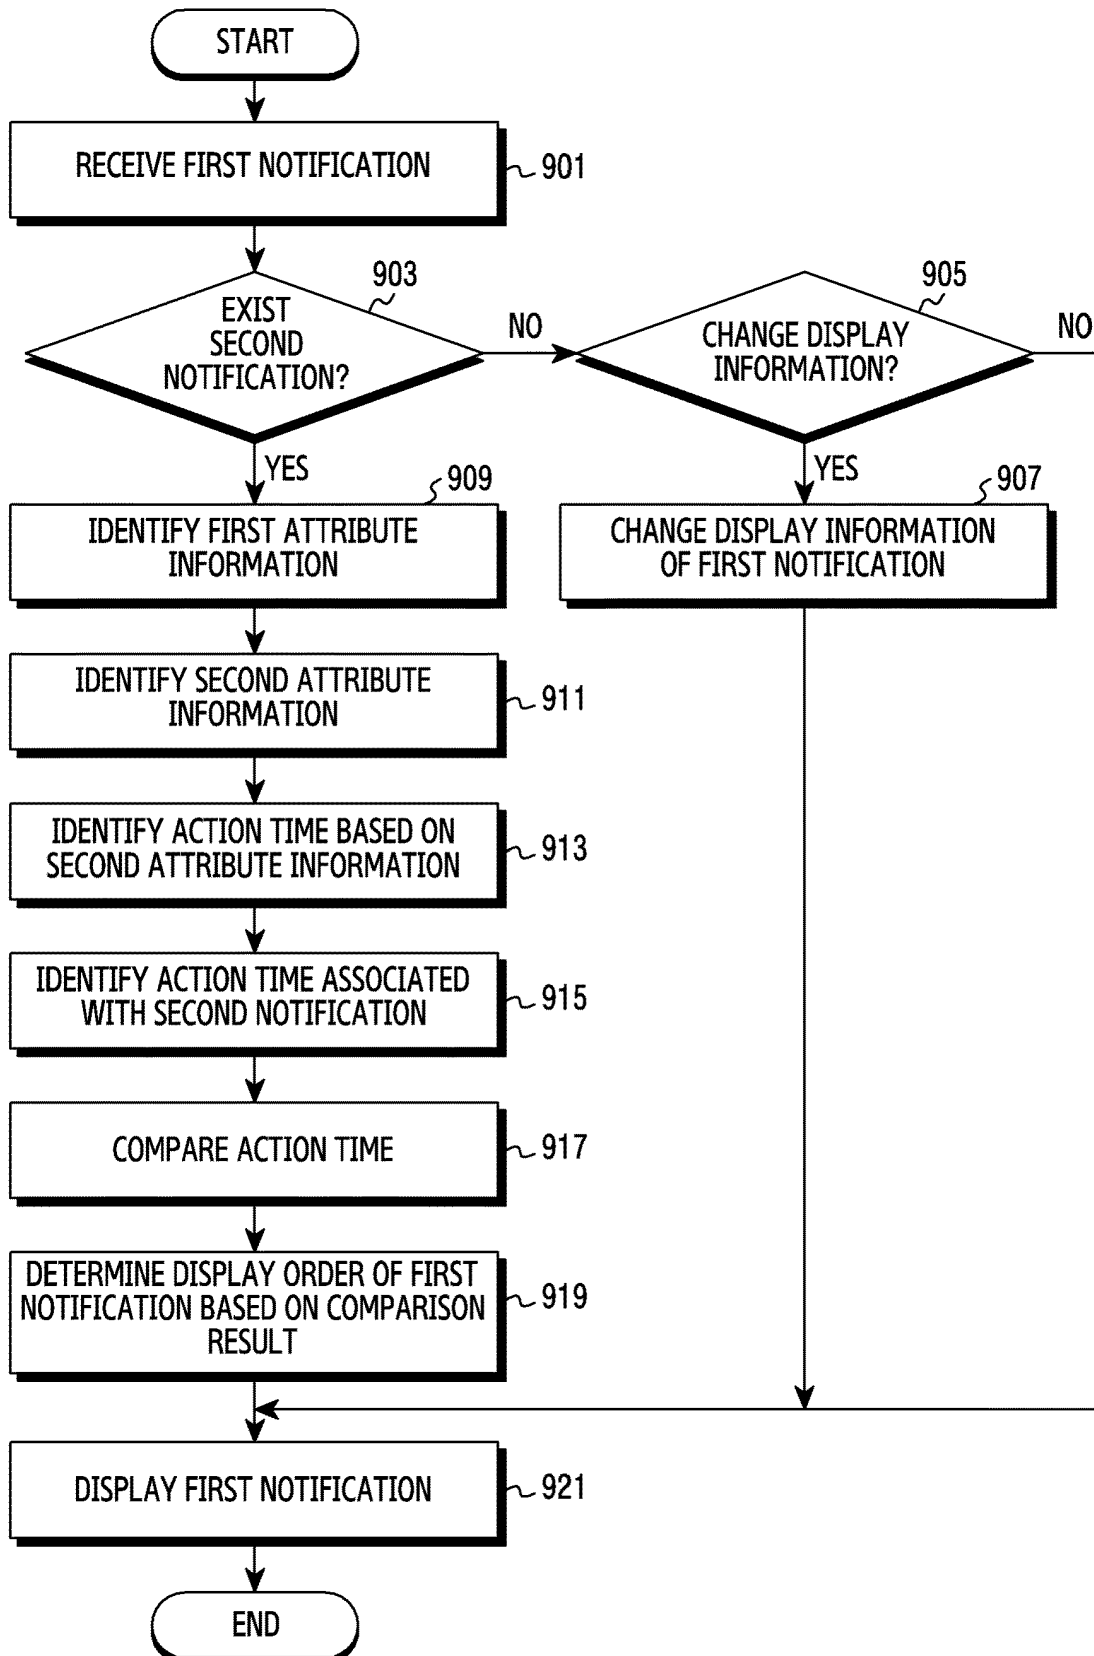 START
RECEIVE FIRST NOTIFICATION
901
903
EXIST
SECOND
NOTIFICATION?
NO
905
CHANGE DISPLAY
INFORMATION?
NO
YES
909
IDENTIFY FIRST ATTRIBUTE
INFORMATION
YES
907
CHANGE DISPLAY INFORMATION
OF FIRST NOTIFICATION
IDENTIFY SECOND ATTRIBUTE
INFORMATION
911
IDENTIFY ACTION TIME BASED ON
SECOND ATTRIBUTE INFORMATION
913
IDENTIFY ACTION TIME ASSOCIATED
WITH SECOND NOTIFICATION
915
COMPARE ACTION TIME
917
DETERMINE DISPLAY ORDER OF FIRST
NOTIFICATION BASED ON COMPARISON
RESULT
919
DISPLAY FIRST NOTIFICATION
921
END